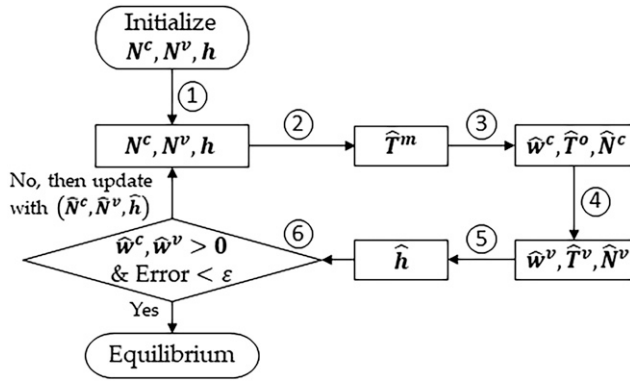 Initialize
N^c, N^v, h
①
N^c, N^v, h
②
T̂^m
③
ŵ^c, T̂^o, N̂^c
④
ŵ^v, T̂^v, N̂^v
⑤
ĥ
⑥
ŵ^c, ŵ^v > 0
& Error < ε
No, then update
with (N̂^c, N̂^v, ĥ)
Yes
Equilibrium